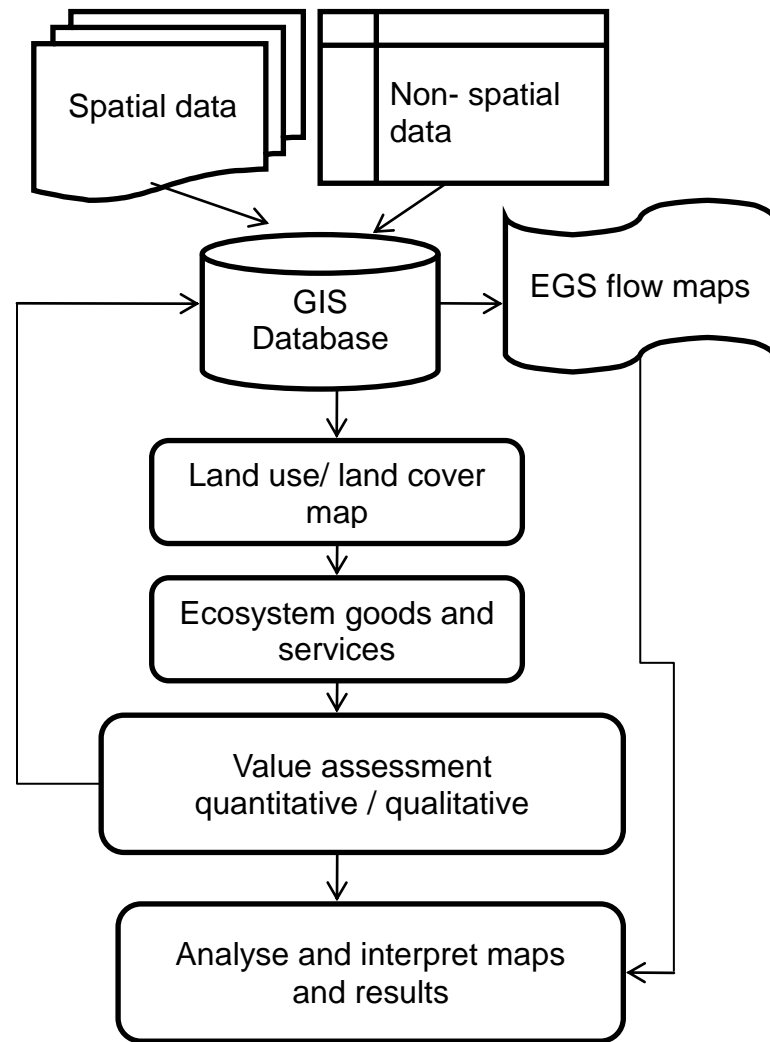 Spatial data
Non- spatial
data
GIS
Database
EGS flow maps
Land use/ land cover
map
Ecosystem goods and
services
Value assessment
quantitative / qualitative
Analyse and interpret maps
and results